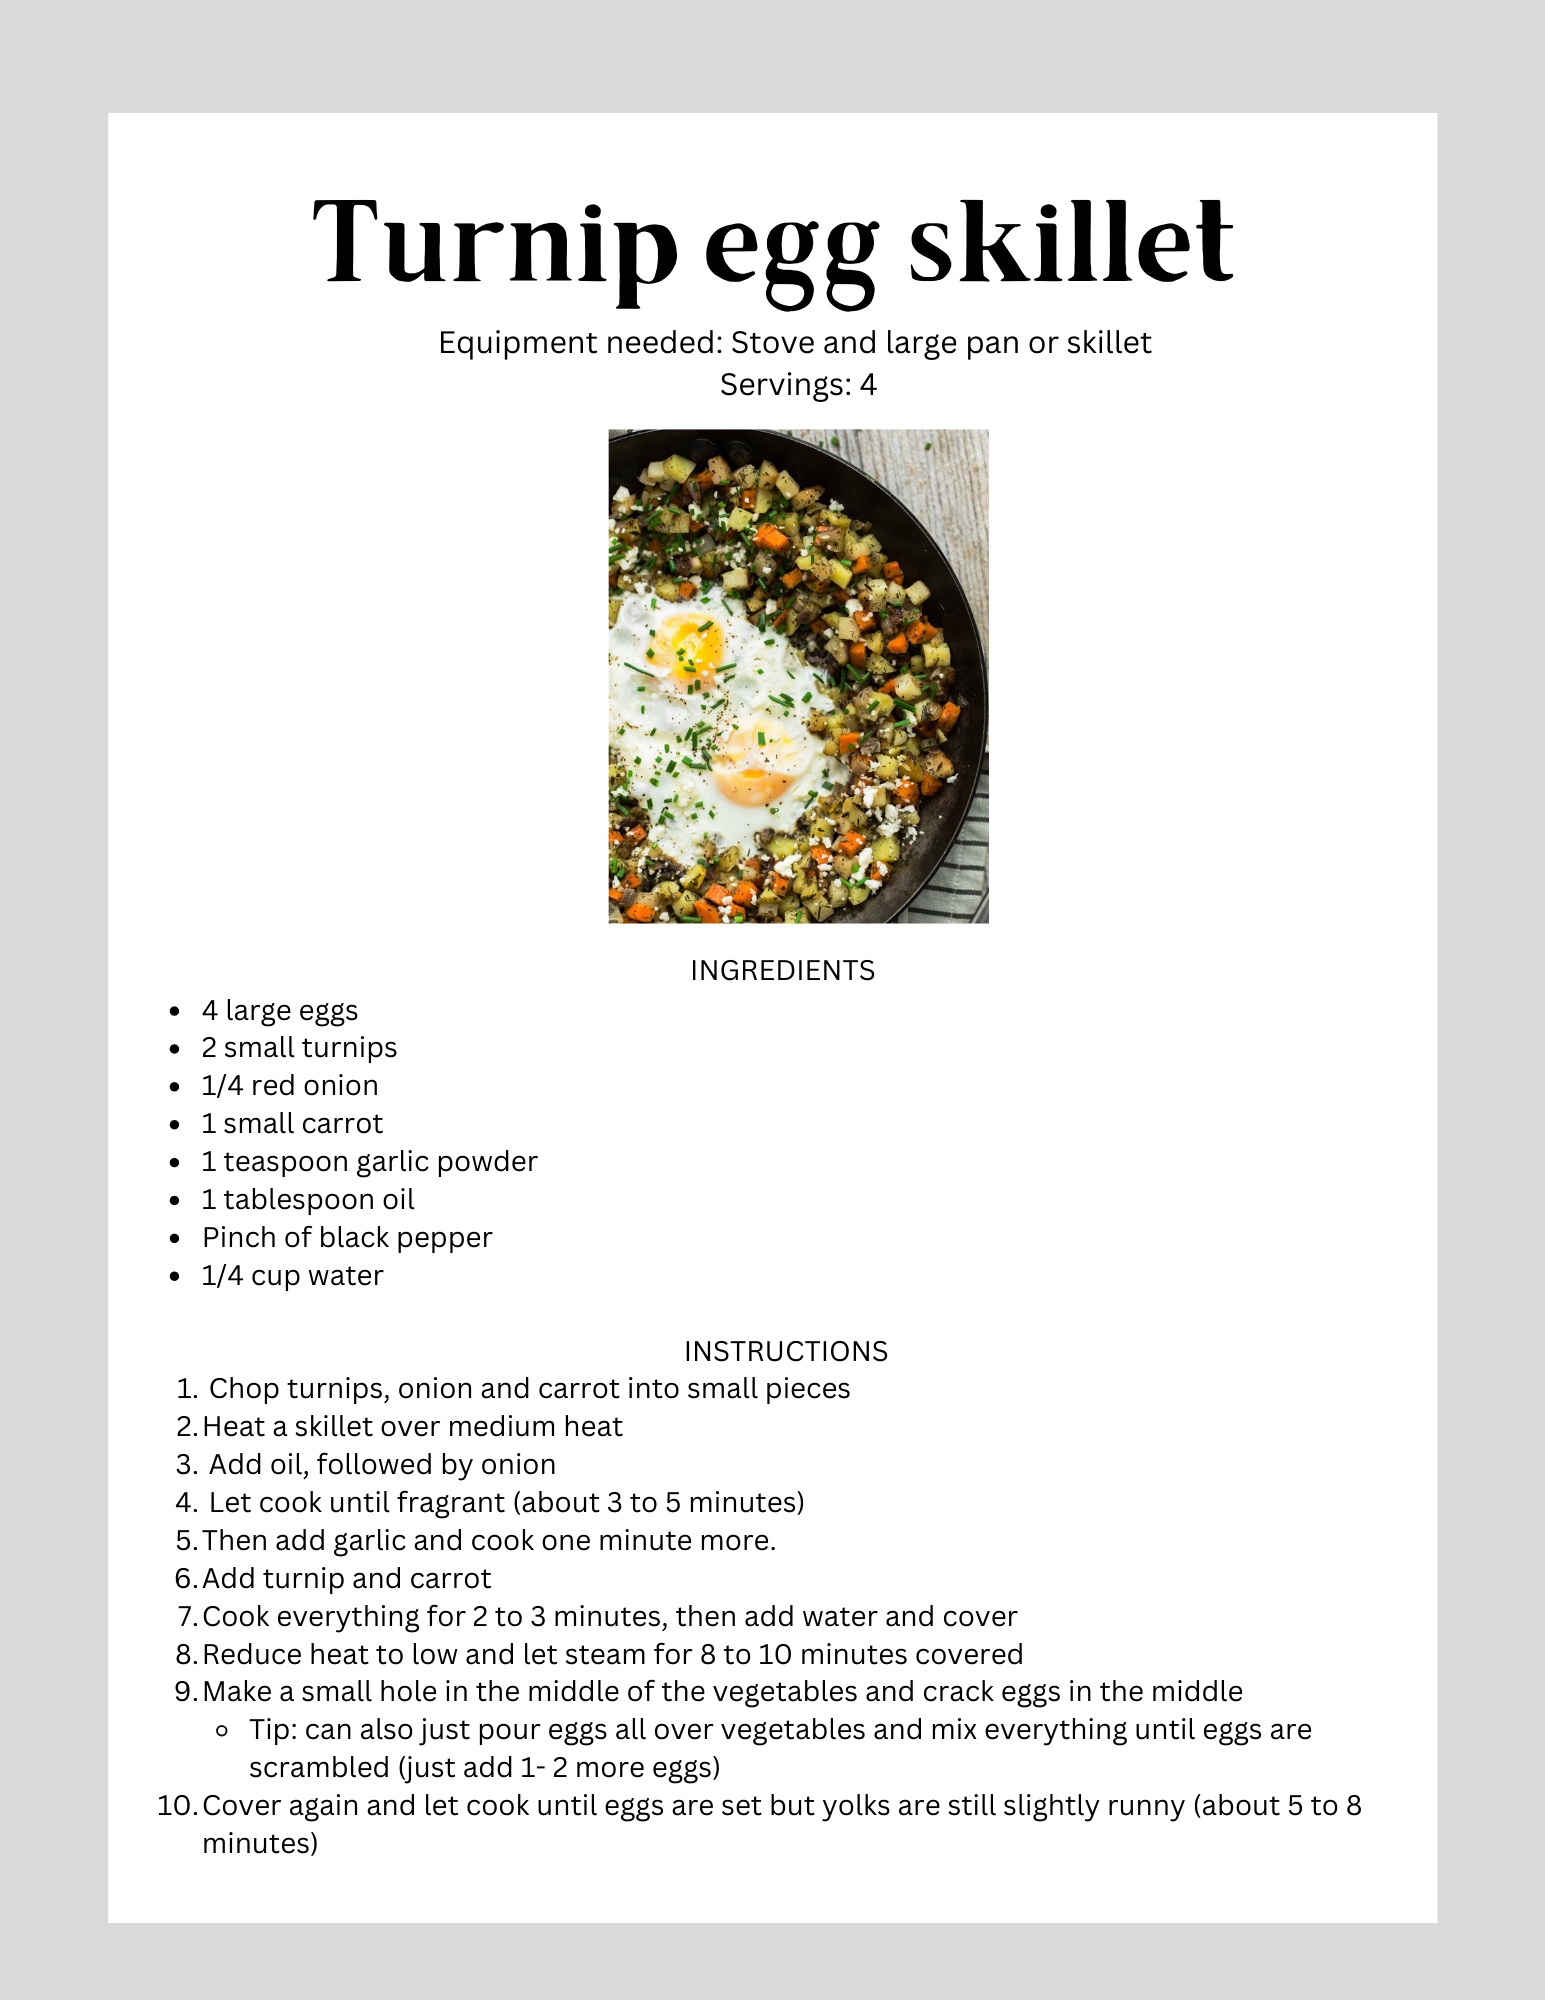 Turnip egg skillet
Equipment needed: Stove and large pan or skillet
Servings: 4
INGREDIENTS
• 4 large eggs
• 2 small turnips
• 1/4 red onion
• 1 small carrot
• 1 teaspoon garlic powder
• 1 tablespoon oil
• Pinch of black pepper
• 1/4 cup water
INSTRUCTIONS
1. Chop turnips, onion and carrot into small pieces
2. Heat a skillet over medium heat
3. Add oil, followed by onion
4. Let cook until fragrant (about 3 to 5 minutes)
5. Then add garlic and cook one minute more.
6. Add turnip and carrot
7. Cook everything for 2 to 3 minutes, then add water and cover
8. Reduce heat to low and let steam for 8 to 10 minutes covered
9. Make a small hole in the middle of the vegetables and crack eggs in the middle
◦ Tip: can also just pour eggs all over vegetables and mix everything until eggs are
scrambled (just add 1- 2 more eggs)
10. Cover again and let cook until eggs are set but yolks are still slightly runny (about 5 to 8
minutes)